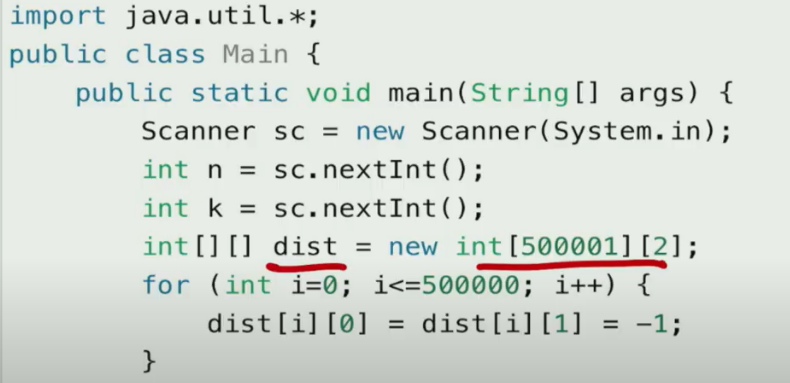 import java.util.*;
public class Main {
    public static void main(String[] args) {
        Scanner sc = new Scanner(System.in);
        int n = sc.nextInt();
        int k = sc.nextInt();
        int[][] dist = new int[500001][2];
        for (int i=0; i<=500000; i++) {
            dist[i][0] = dist[i][1] = -1;
        }